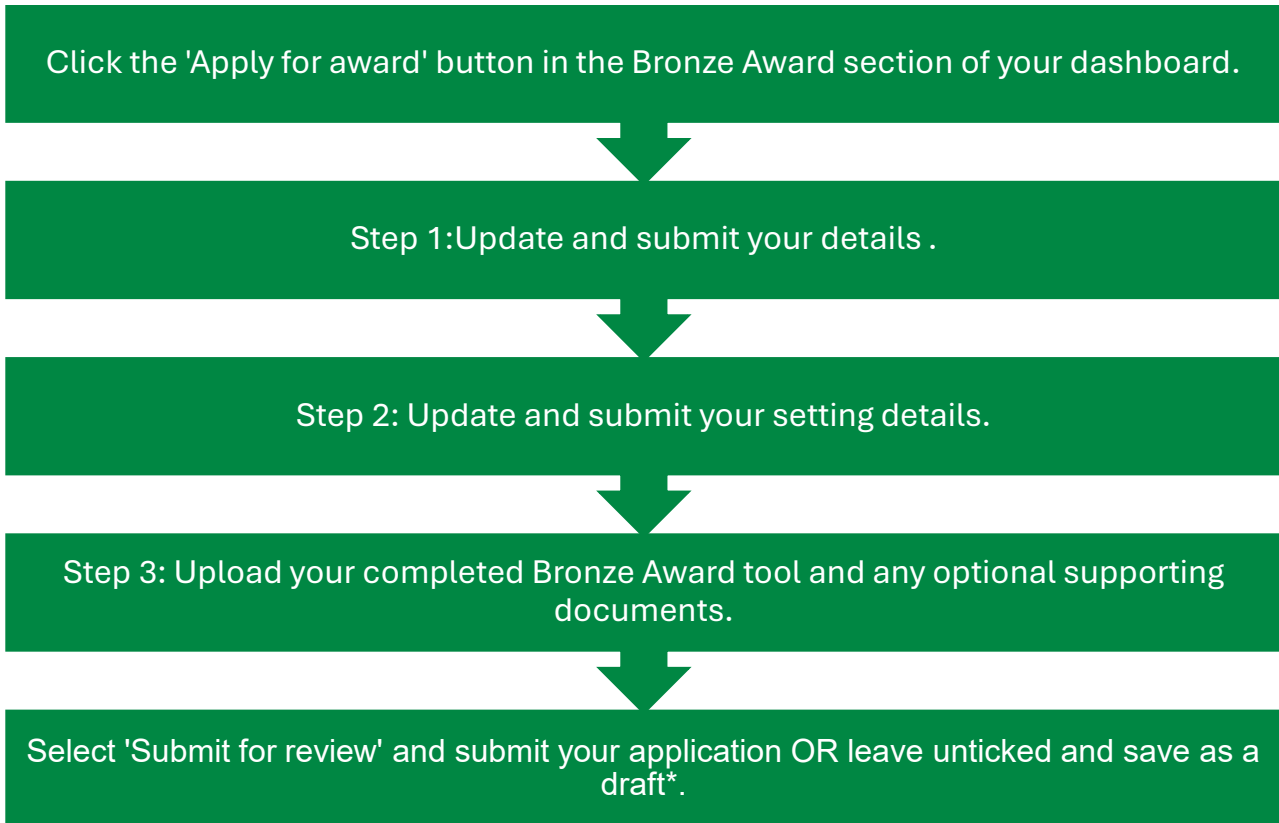 Click the 'Apply for award' button in the Bronze Award section of your dashboard.
Step 1:Update and submit your details .
Step 2: Update and submit your setting details.
Step 3: Upload your completed Bronze Award tool and any optional supporting
documents.
Select 'Submit for review' and submit your application OR leave unticked and save as a
draft*.